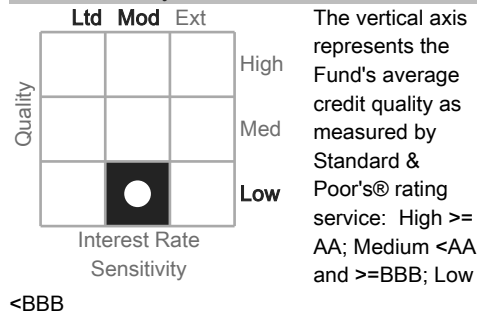 Ltd Mod Ext
High
Quality
Med
Low
Interest Rate
Sensitivity
The vertical axis
represents the
Fund's average
credit quality as
measured by
Standard &
Poor's® rating
service: High >=
AA; Medium <AA
and >=BBB; Low
<BBB